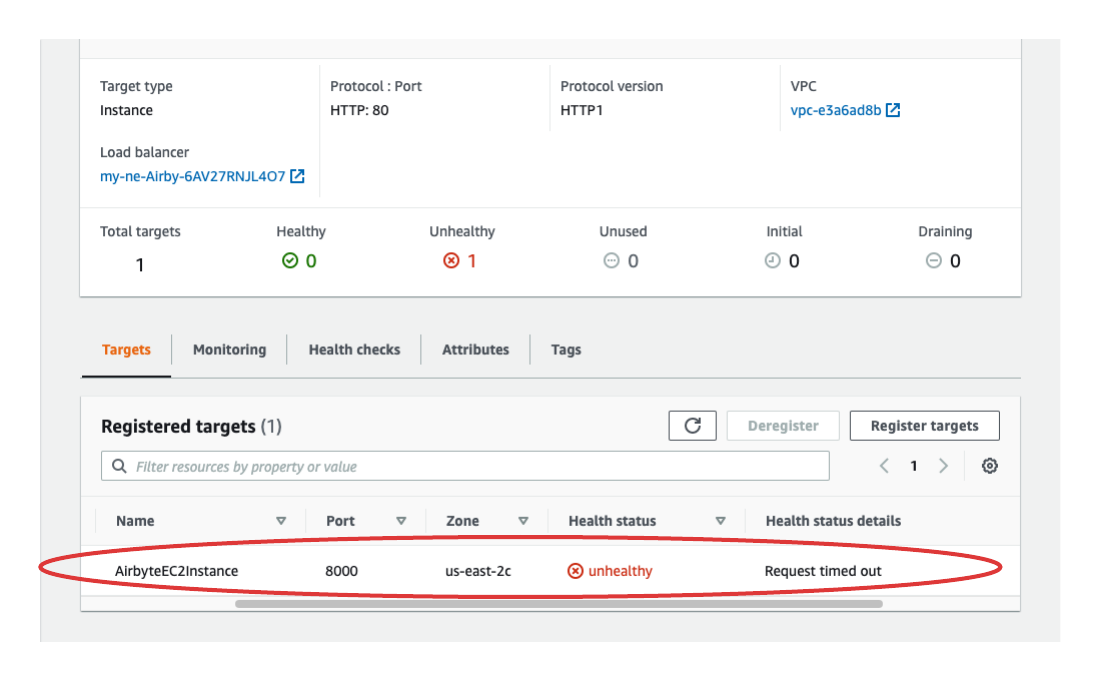 Target type Protocol : Port Protocol version VPC
Instance HTTP: 80 HTTP1 vpc-e3a6ad8b
Load balancer
my-ne-Airby-6AV27RNJL4O7
Total targets Healthy Unhealthy Unused Initial Draining
1 0 1 0 0 0
Targets Monitoring Health checks Attributes Tags
Registered targets (1) Deregister Register targets
Filter resources by property or value 1
Name Port Zone Health status Health status details
AirbyteEC2Instance 8000 us-east-2c unhealthy Request timed out